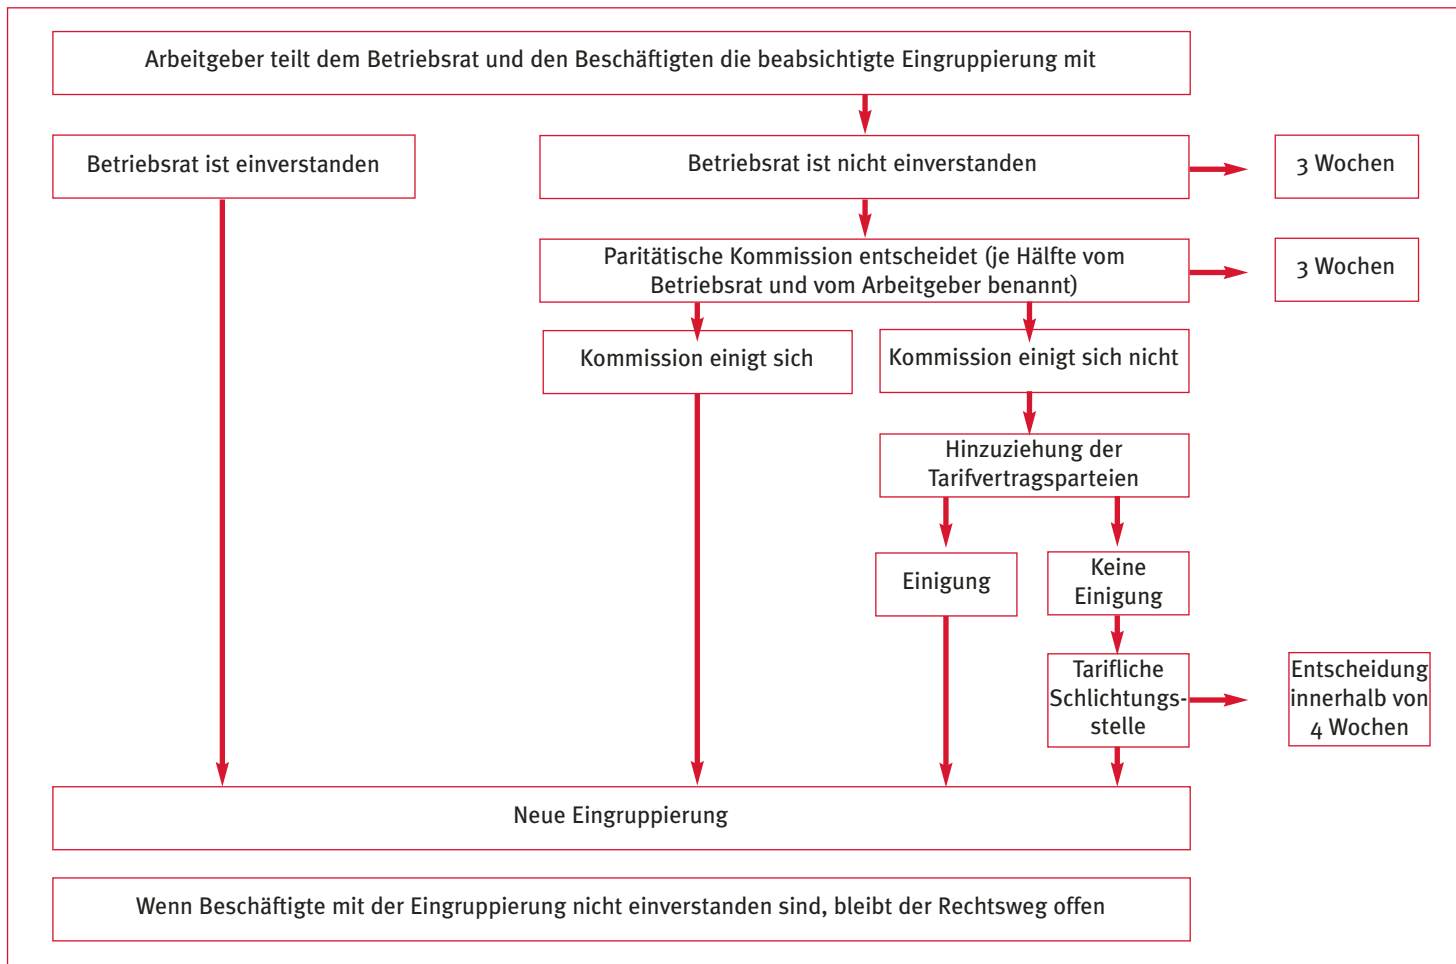 Arbeitgeber teilt dem Betriebsrat und den Beschäftigten die beabsichtigte Eingruppierung mit
Betriebsrat ist einverstanden
Betriebsrat ist nicht einverstanden
3 Wochen
Paritätische Kommission entscheidet (je Hälfte vom
Betriebsrat und vom Arbeitgeber benannt)
3 Wochen
Kommission einigt sich
Kommission einigt sich nicht
Hinzuziehung der
Tarifvertragsparteien
Einigung
Keine
Einigung
Tarifliche
Schlichtungs-
stelle
Entscheidung
innerhalb von
4 Wochen
Neue Eingruppierung
Wenn Beschäftigte mit der Eingruppierung nicht einverstanden sind, bleibt der Rechtsweg offen